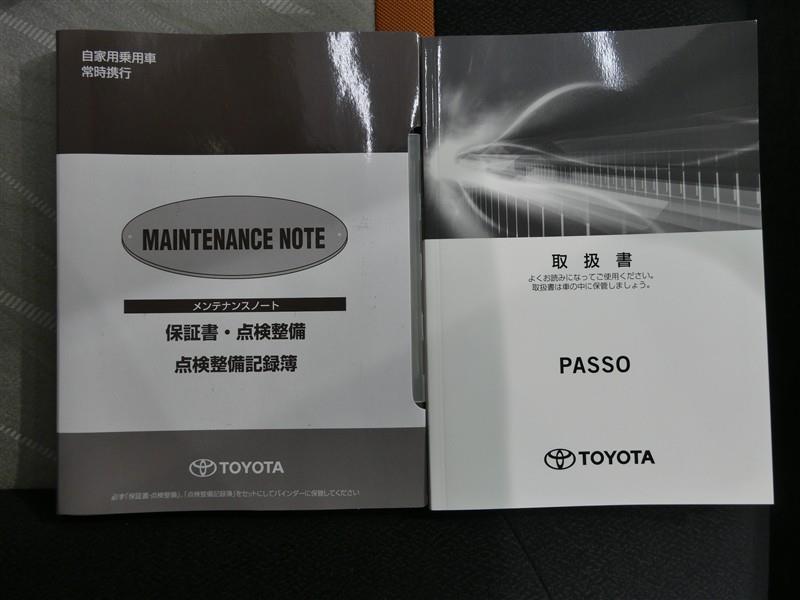 自家用乗用車
常時携行
MAINTENANCE NOTE
メンテナンスノート
保証書・点検整備
点検整備記録簿
TOYOTA
必ず「保証書・点検整備」、「点検整備記録簿」をセットにしてバインダーに保管してください
取扱書
よくお読みになってご使用ください。
取扱書は車の中に保管しましょう。
PASSO
TOYOTA